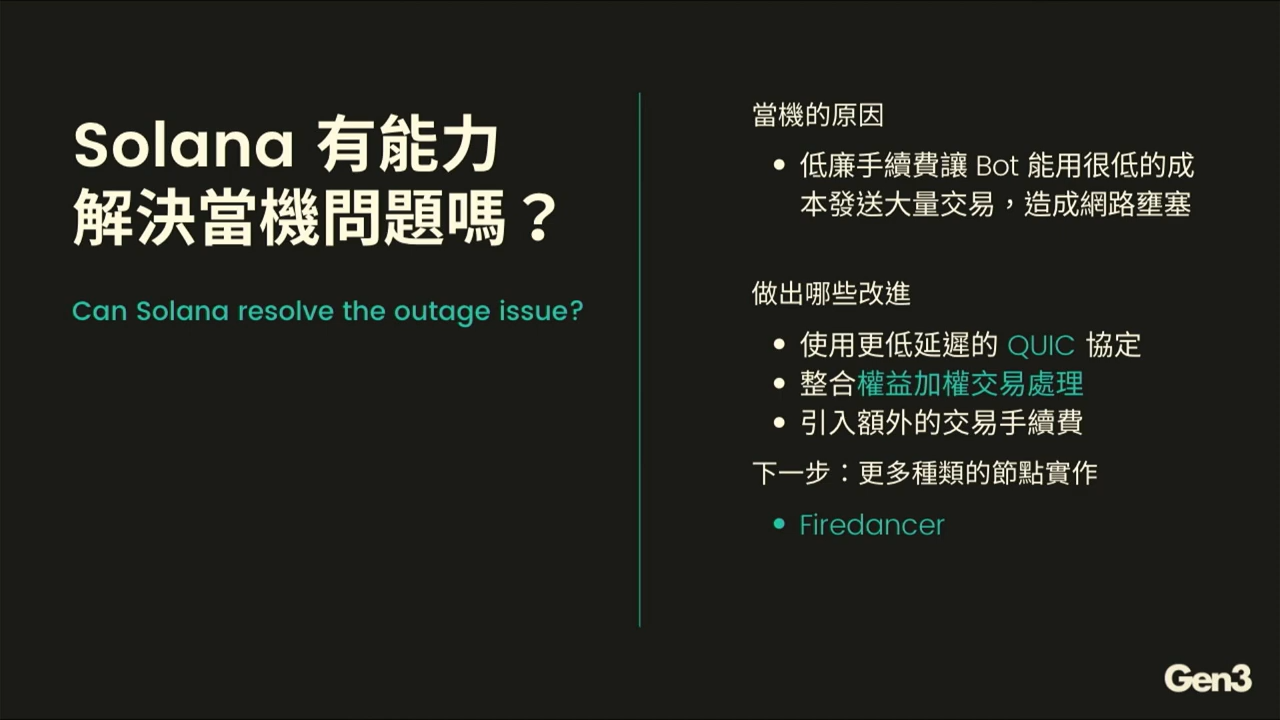 Solana 有能力
解決當機問題嗎？
Can Solana resolve the outage issue?
當機的原因
• 低廉手續費讓 Bot 能用很低的成
本發送大量交易，造成網路壅塞
做出哪些改進
• 使用更低延遲的 QUIC 協定
• 整合權益加權交易處理
• 引入額外的交易手續費
下一步：更多種類的節點實作
• Firedancer
Gen3